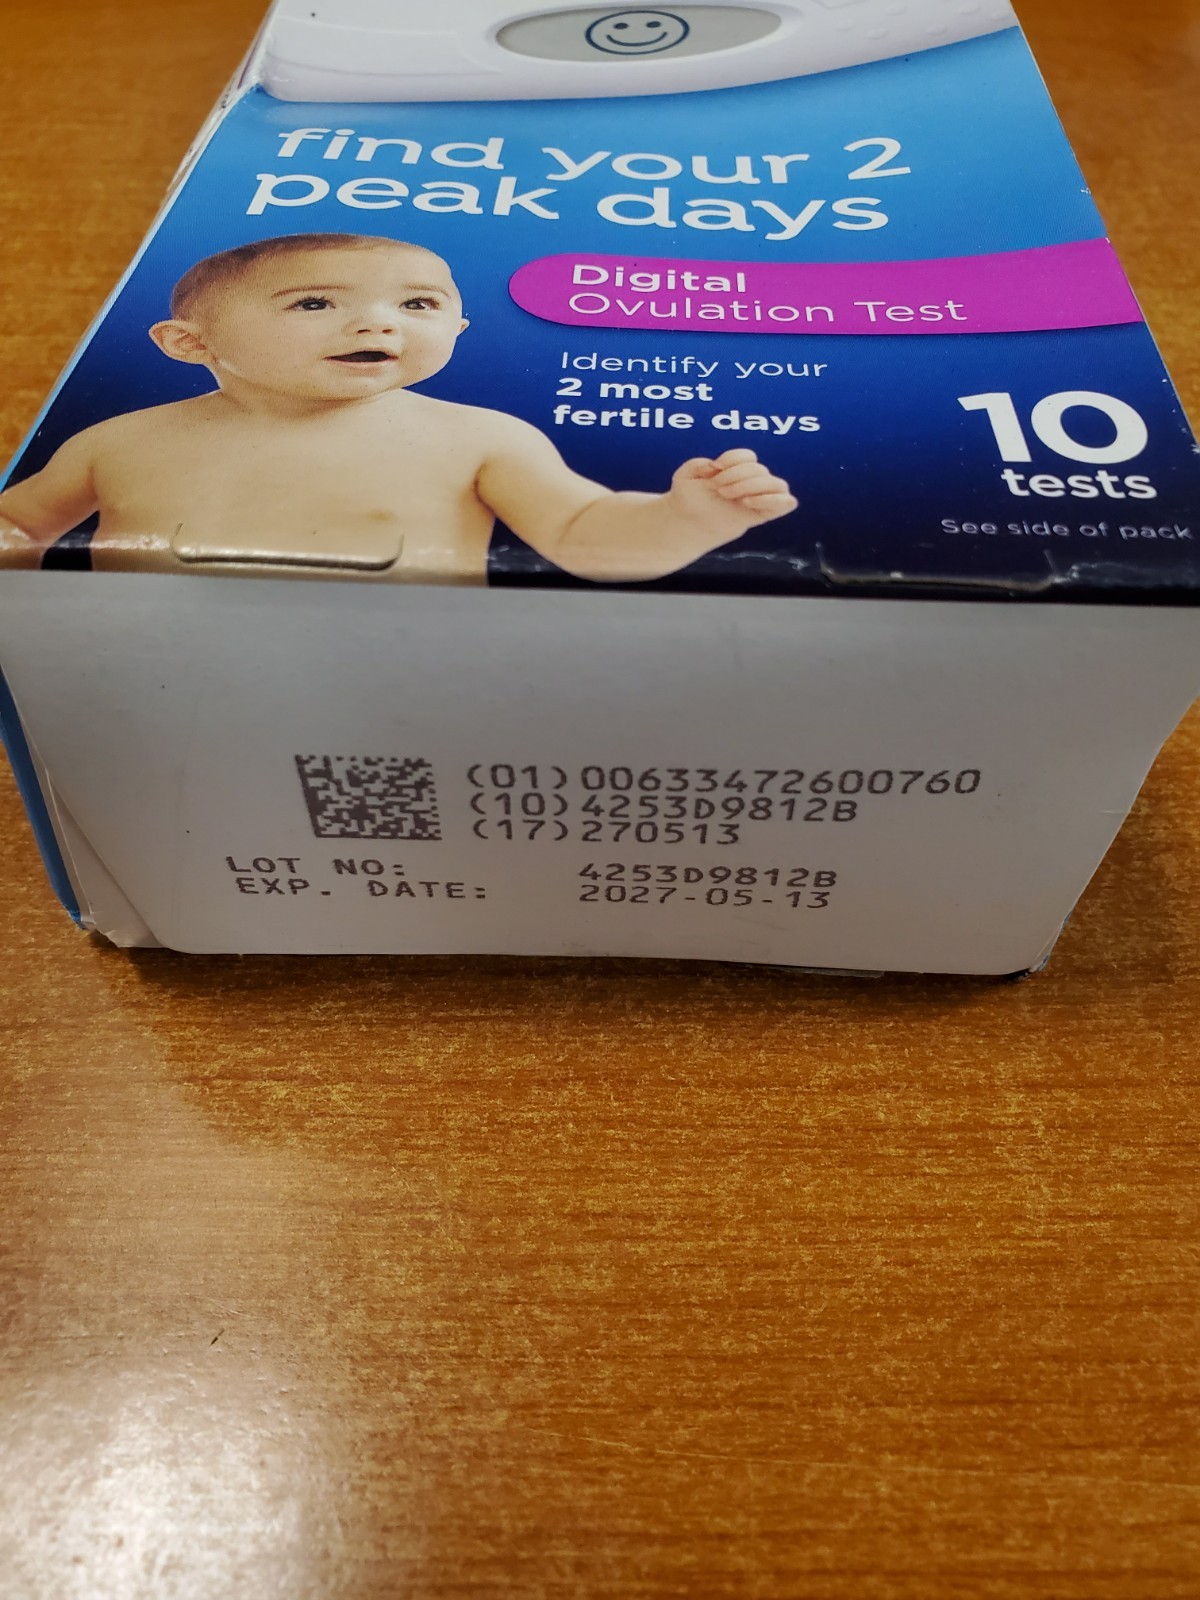 find your 2
peak days
Digital
Ovulation Test
Identify your
2 most
fertile days
10
tests
See side of pack
(01)00633472600760
(10)4253D9812B
(17)270513
LOT NO: 4253D9812B
EXP. DATE: 2027-05-13